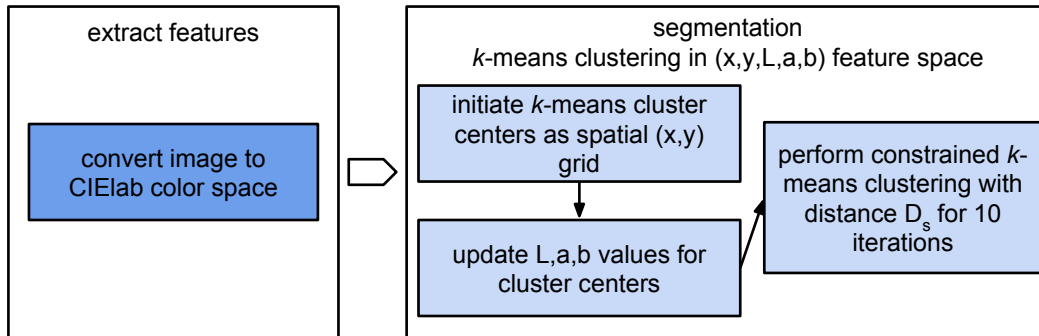 extract features
convert image to
CIElab color space
segmentation
k-means clustering in (x,y,L,a,b) feature space
initiate k-means cluster
centers as spatial (x,y)
grid
update L,a,b values for
cluster centers
perform constrained k-
means clustering with
distance Ds for 10
iterations